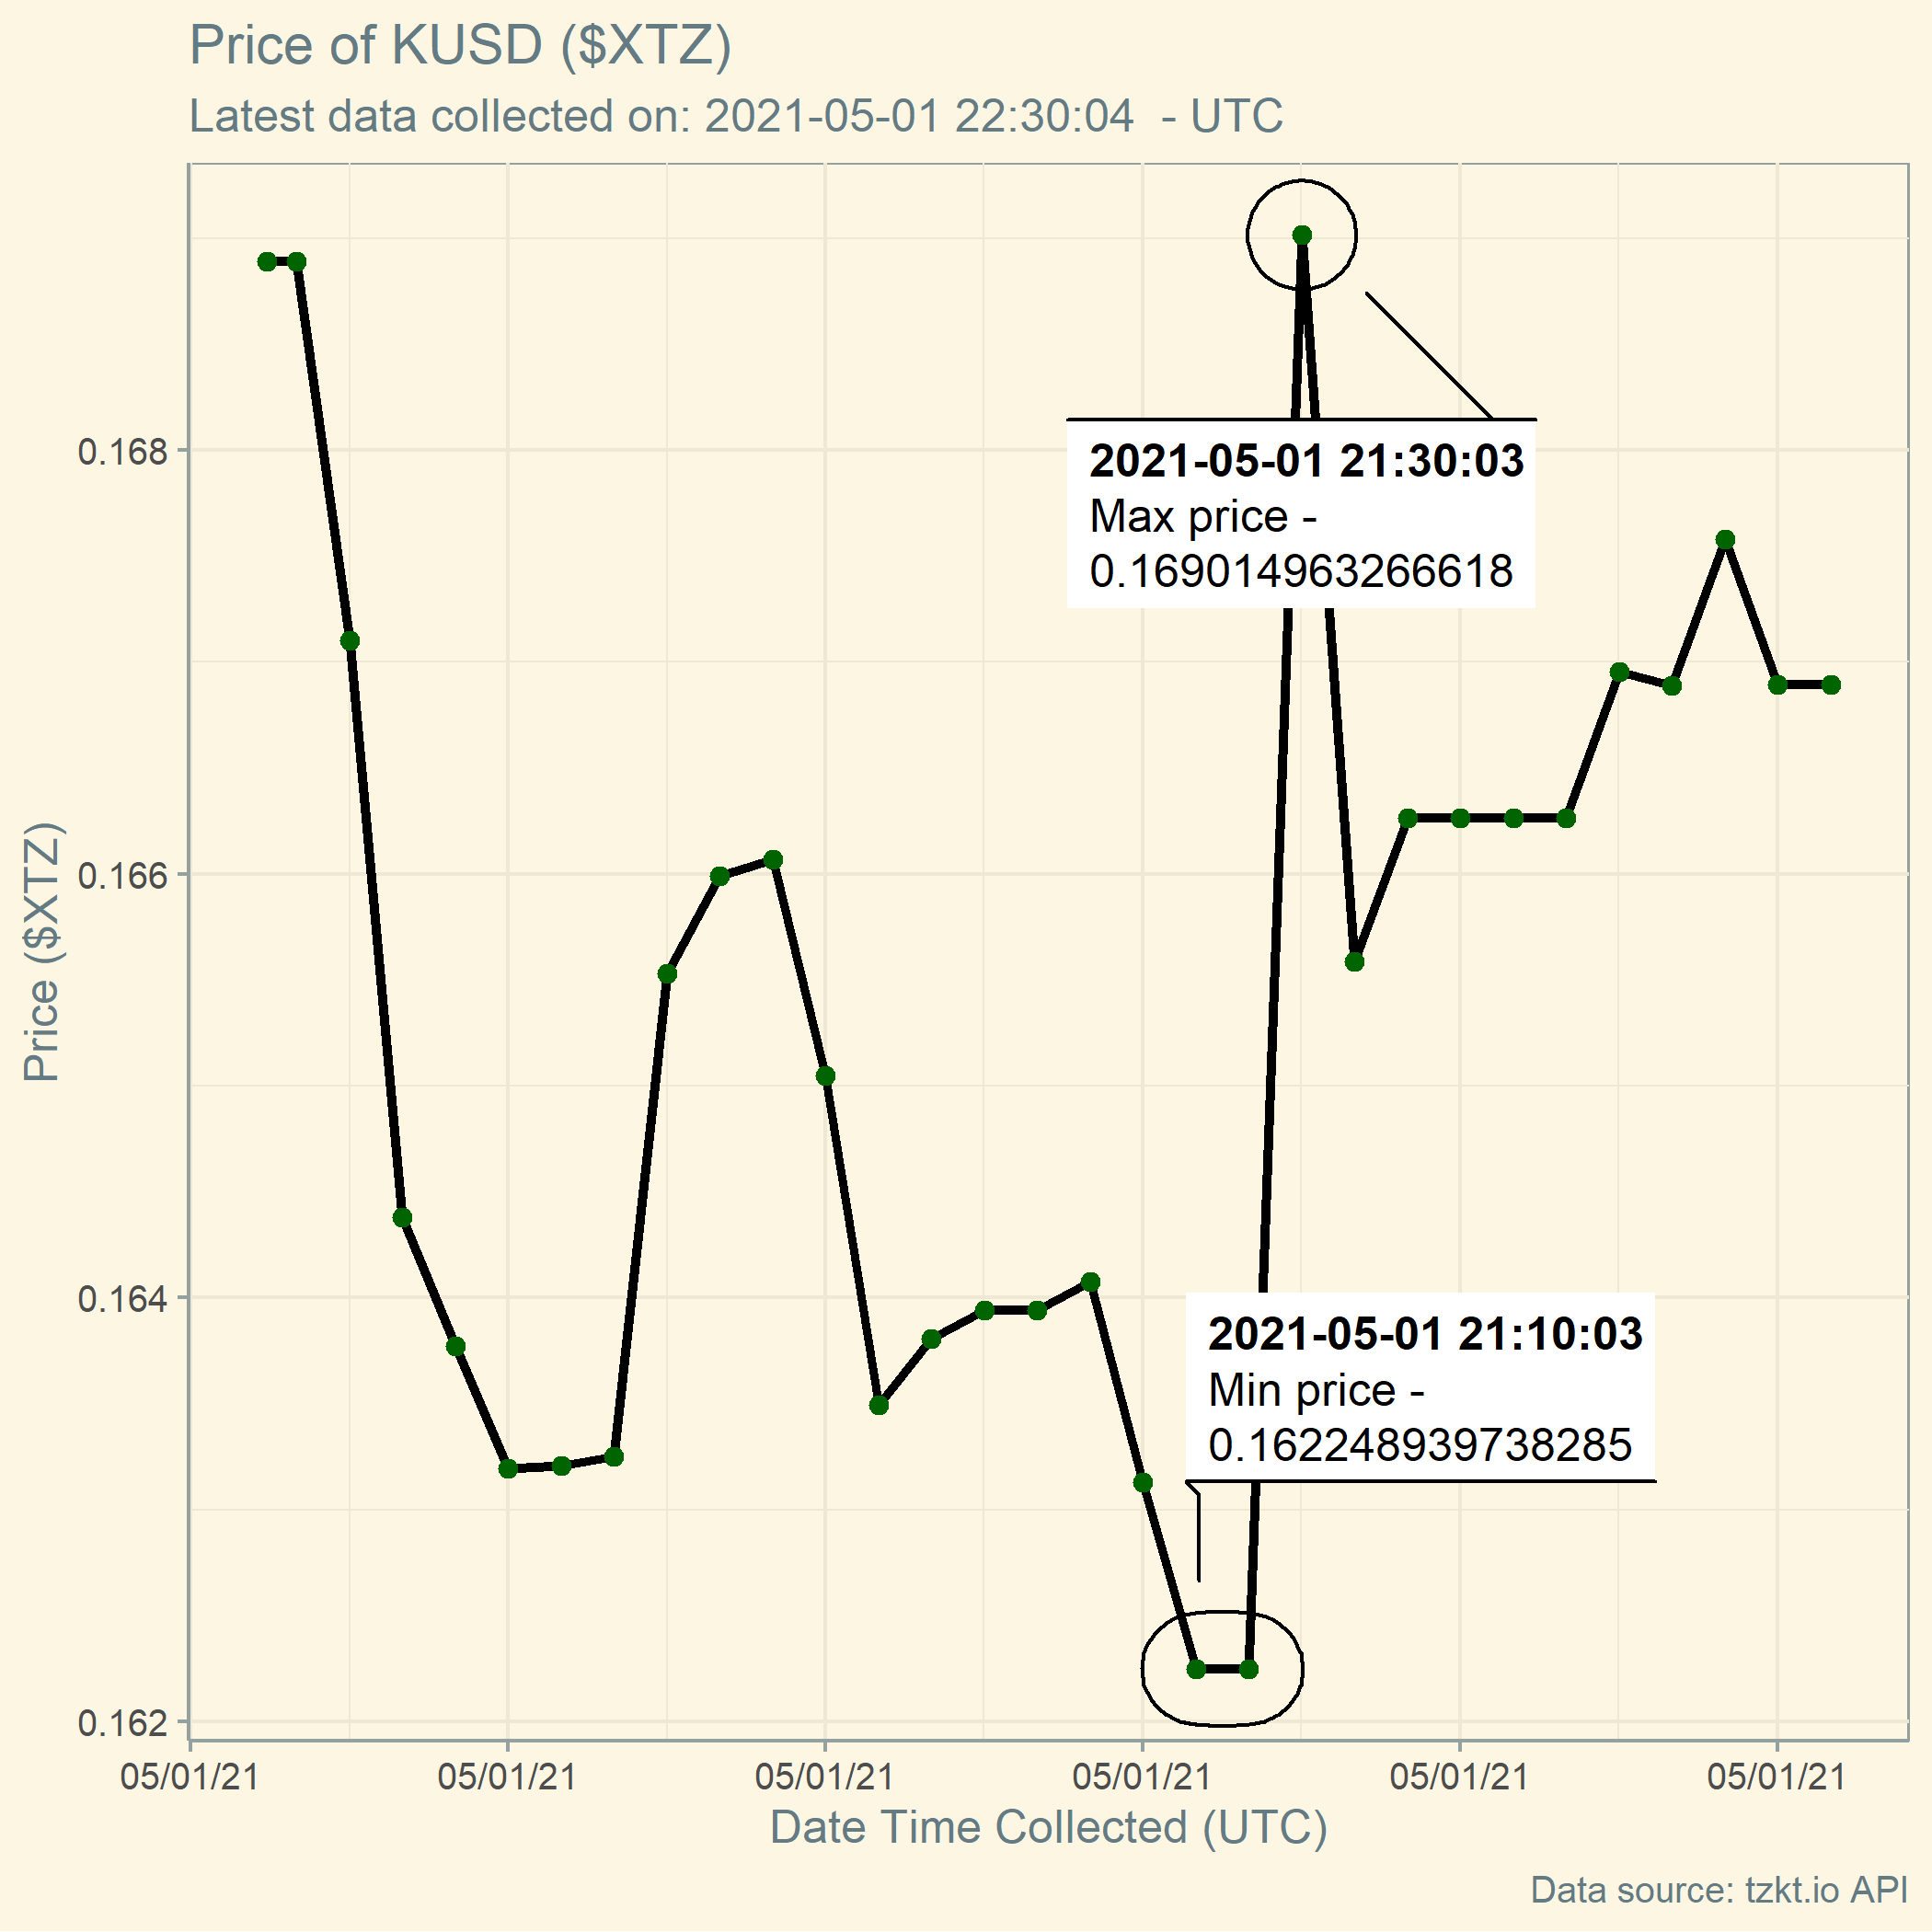 Price of KUSD ($XTZ)
Latest data collected on: 2021-05-01 22:30:04  - UTC
2021-05-01 21:30:03
Max price -
0.169014963266618
2021-05-01 21:10:03
Min price -
0.162248939738285
Price ($XTZ)
0.168
0.166
0.164
0.162
05/01/21 05/01/21 05/01/21 05/01/21 05/01/21 05/01/21
Date Time Collected (UTC)
Data source: tzkt.io API